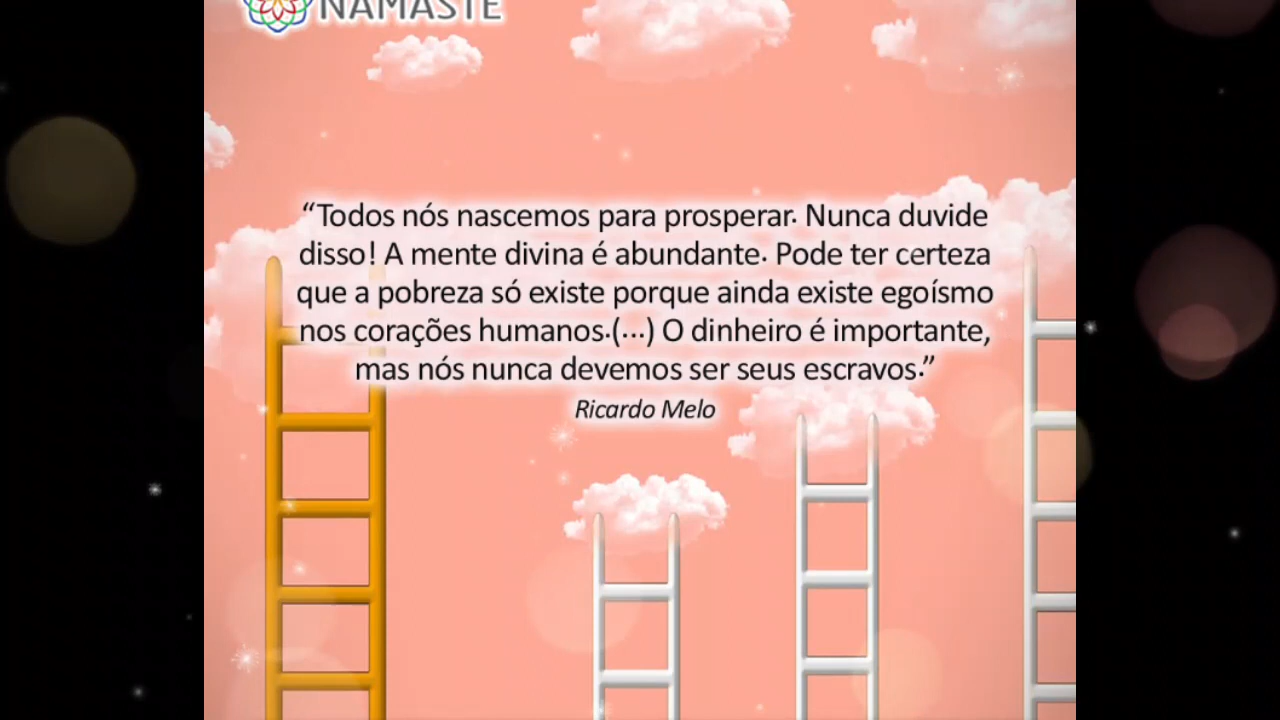 NAMASTE
“Todos nós nascemos para prosperar. Nunca duvide
disso! A mente divina é abundante. Pode ter certeza
que a pobreza só existe porque ainda existe egoísmo
nos corações humanos.(...) O dinheiro é importante,
mas nós nunca devemos ser seus escravos.”
Ricardo Melo